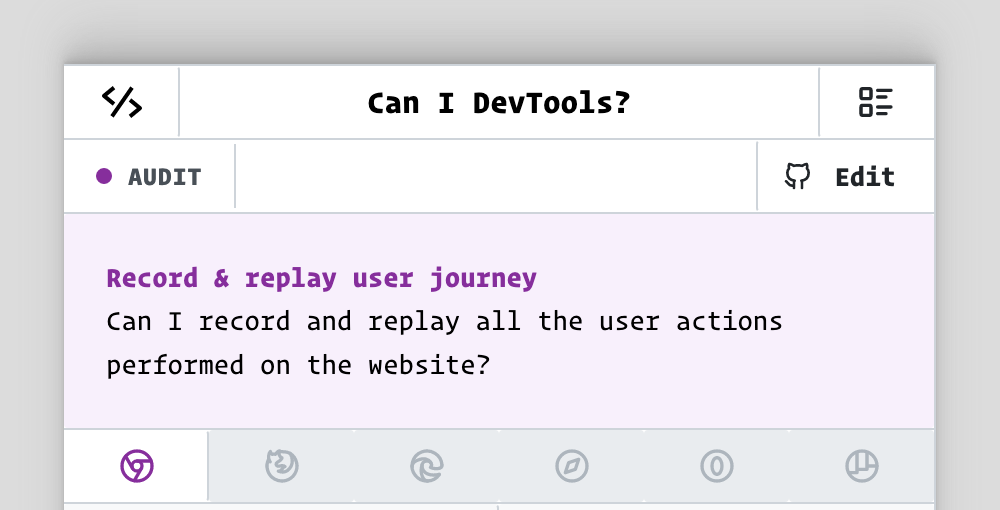 Can I DevTools?
AUDIT
Edit
Record & replay user journey
Can I record and replay all the user actions
performed on the website?